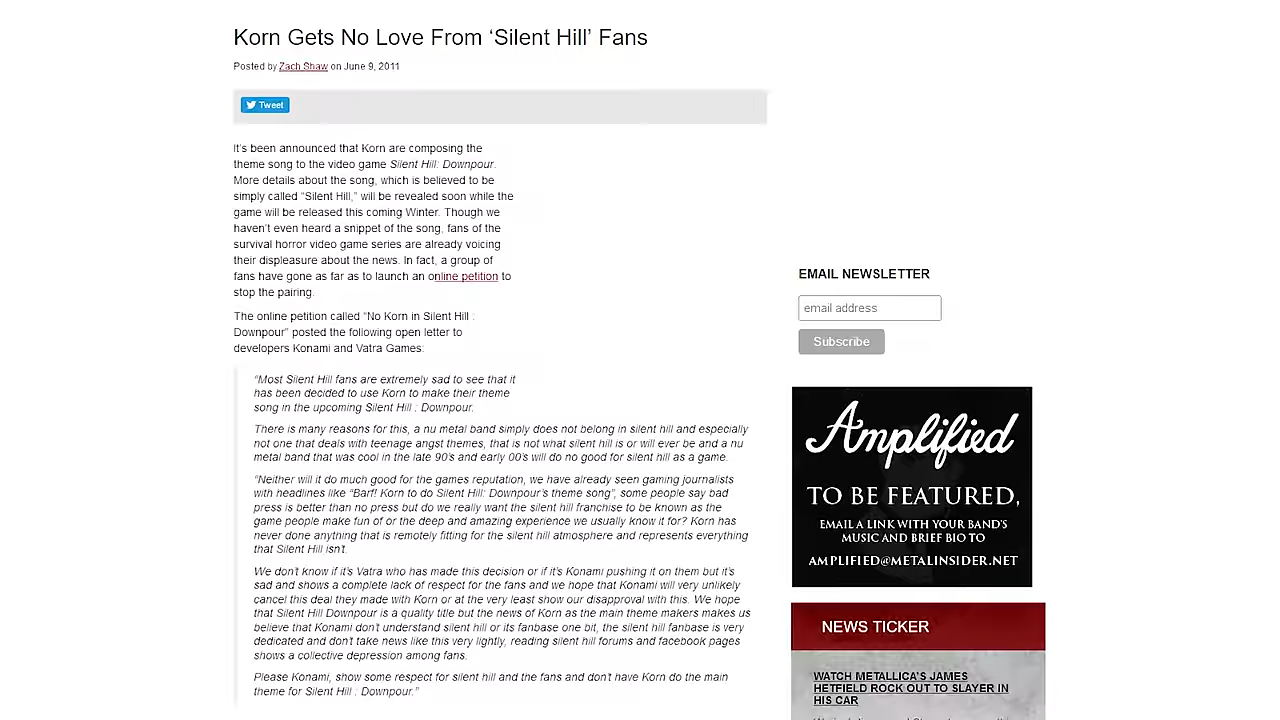 Korn Gets No Love From ‘Silent Hill’ Fans
Posted by Zach Shaw on June 9, 2011
Tweet
It’s been announced that Korn are composing the
theme song to the video game Silent Hill: Downpour.
More details about the song, which is believed to be
simply called “Silent Hill,” will be revealed soon while the
game will be released this coming Winter. Though we
haven’t even heard a snippet of the song, fans of the
survival horror video game series are already voicing
their displeasure about the news. In fact, a group of
fans have gone as far as to launch an online petition to
stop the pairing.
The online petition called “No Korn in Silent Hill :
Downpour” posted the following open letter to
developers Konami and Vatra Games:
“Most Silent Hill fans are extremely sad to see that it
has been decided to use Korn to make their theme
song in the upcoming Silent Hill : Downpour.
There is many reasons for this, a nu metal band simply does not belong in silent hill and especially
not one that deals with teenage angst themes, that is not what silent hill is or will ever be and a nu
metal band that was cool in the late 90’s and early 00’s will do no good for silent hill as a game.
“Neither will it do much good for the games reputation, we have already seen gaming journalists
with headlines like “Barf! Korn to do Silent Hill: Downpour’s theme song”, some people say bad
press is better than no press but do we really want the silent hill franchise to be known as the
game people make fun of or the deep and amazing experience we usually know it for? Korn has
never done anything that is remotely fitting for the silent hill atmosphere and represents everything
that Silent Hill isn’t.
We don’t know if it’s Vatra who has made this decision or if it’s Konami pushing it on them but it’s
sad and shows a complete lack of respect for the fans and we hope that Konami will very unlikely
cancel this deal they made with Korn or at the very least show our disapproval with this. We hope
that Silent Hill Downpour is a quality title but the news of Korn as the main theme makers makes us
believe that Konami don’t understand silent hill or its fanbase one bit, the silent hill fanbase is very
dedicated and don’t take news like this very lightly, reading silent hill forums and facebook pages
shows a collective depression among fans.
Please Konami, show some respect for silent hill and the fans and don’t have Korn do the main
theme for Silent Hill : Downpour.”
EMAIL NEWSLETTER
email address
Subscribe
Amplified
TO BE FEATURED,
EMAIL A LINK WITH YOUR BAND'S
MUSIC AND BRIEF BIO TO
AMPLIFIED@METALINSIDER.NET
NEWS TICKER
WATCH METALLICA’S JAMES
HETFIELD ROCK OUT TO SLAYER IN
HIS CAR